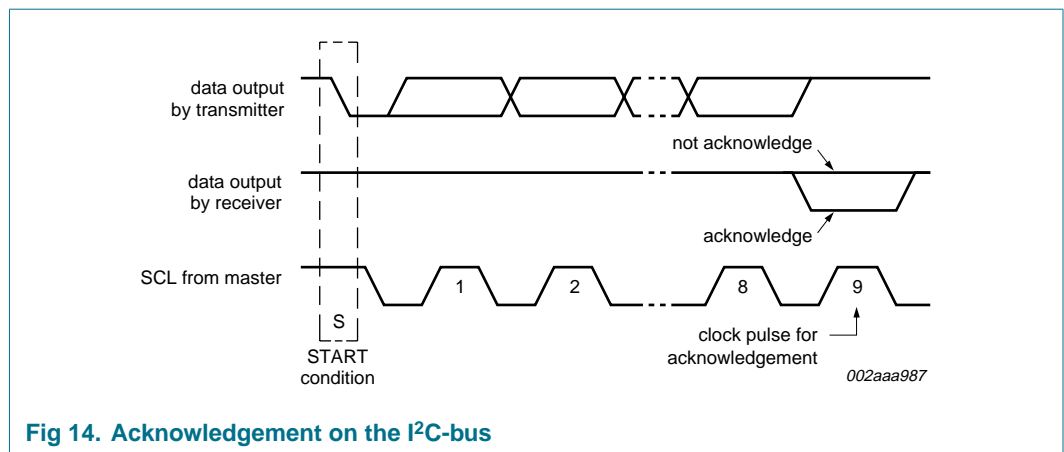 data output
by transmitter
not acknowledge
data output
by receiver
acknowledge
SCL from master
1
2
8
9
S
START
condition
clock pulse for
acknowledgement
002aaa987
Fig 14. Acknowledgement on the I²C-bus